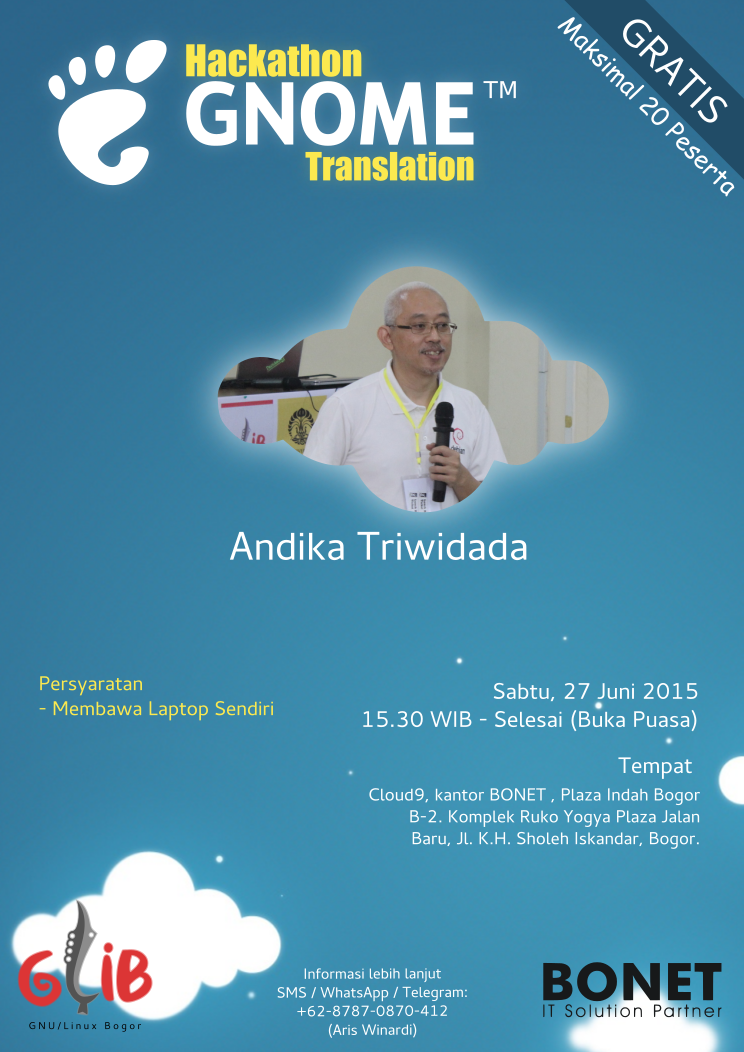 Hackathon
GNOME™
Translation
GRATIS
Maksimal 20 Peserta
Andika Triwidada
Persyaratan
- Membawa Laptop Sendiri
Sabtu, 27 Juni 2015
15.30 WIB - Selesai (Buka Puasa)
Tempat
Cloud9, kantor BONET , Plaza Indah Bogor
B-2. Komplek Ruko Yogya Plaza Jalan
Baru, Jl. K.H. Sholeh Iskandar, Bogor.
GLiB
GNU/Linux Bogor
Informasi lebih lanjut
SMS / WhatsApp / Telegram:
+62-8787-0870-412
(Aris Winardi)
BONET
IT Solution Partner